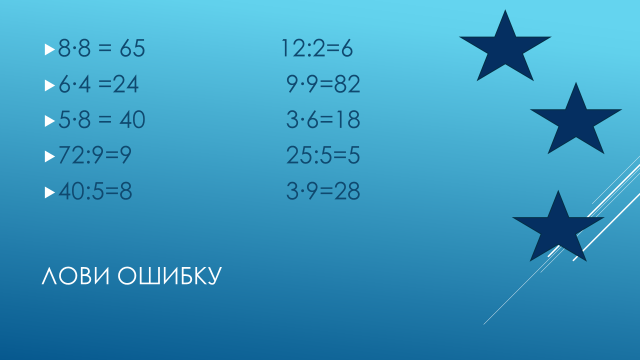 8·8 = 65 12:2=6
6·4 =24 9·9=82
5·8 = 40 3·6=18
72:9=9 25:5=5
40:5=8 3·9=28
ЛОВИ ОШИБКУ